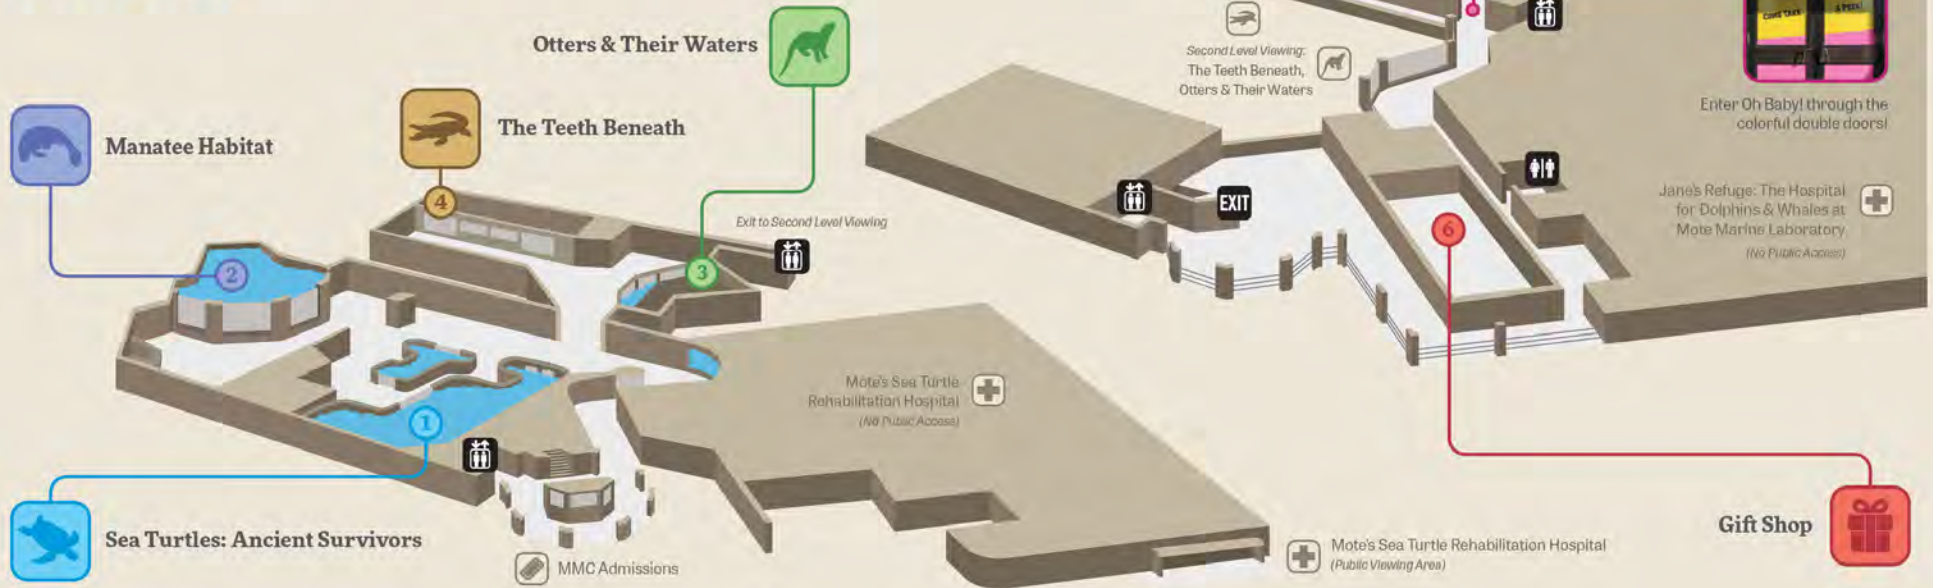 Otters & Their Waters
The Teeth Beneath
Manatee Habitat
4
Exit to Second Level Viewing
3
2
1
Mote's Sea Turtle
Rehabilitation Hospital
(No Public Access)
Sea Turtles: Ancient Survivors
MMC Admissions
Second Level Viewing:
The Teeth Beneath,
Otters & Their Waters
COME TAKE
A PEEK!
Enter Oh Baby! through the
colorful double doors!
EXIT
Jane's Refuge: The Hospital
for Dolphins & Whales at
Mote Marine Laboratory
(No Public Access)
6
Gift Shop
Mote's Sea Turtle Rehabilitation Hospital
(Public Viewing Area)